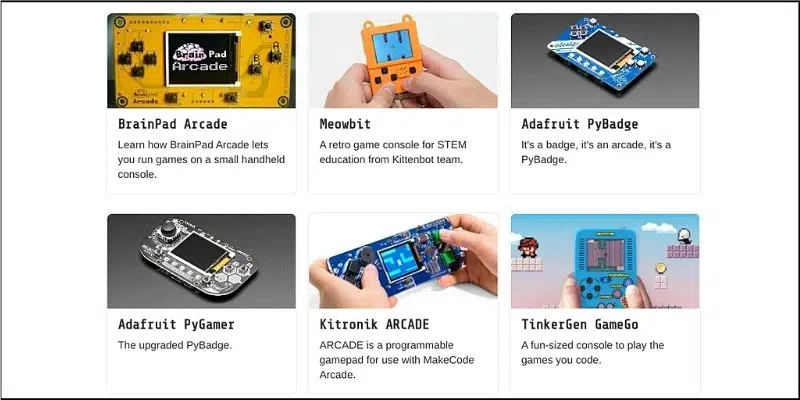 Brain Pad
Arcade
B
A
Arcade
BrainPad Arcade
Learn how BrainPad Arcade lets
you run games on a small handheld
console.
Meowbit
A retro game console for STEM
education from Kittenbot team.
PyBadge
Adafruit PyBadge
It's a badge, it's an arcade, it's a
PyBadge.
Adafruit PyGamer
The upgraded PyBadge.
Kitronik ARCADE
ARCADE is a programmable
gamepad for use with MakeCode
Arcade.
TinkerGen GameGo
A fun-sized console to play the
games you code.